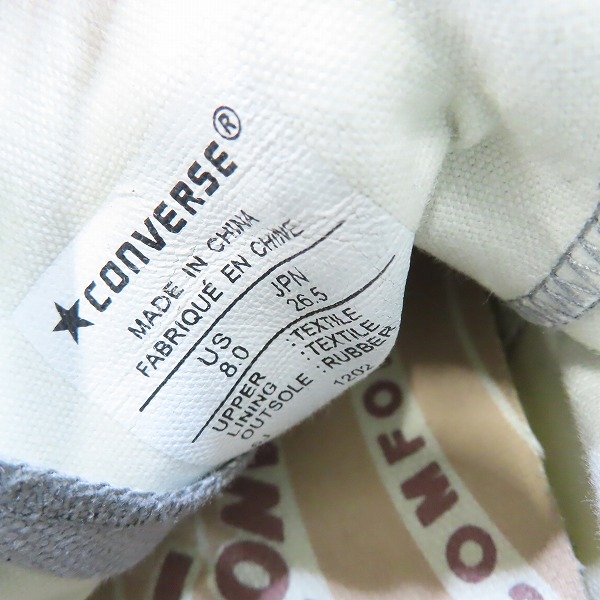 ★CONVERSE®
MADE IN CHINA
FABRIQUÉ EN CHINE
US JPN
8.0 26.5
UPPER :TEXTILE
LINING :TEXTILE
OUTSOLE :RUBBER
1202
OMFO